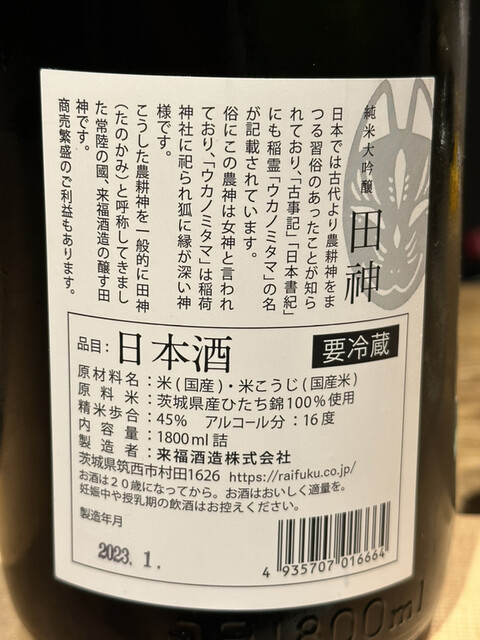 純米大吟醸
田神
日本では古代より農耕神をま
つる習俗のあったことが知ら
れており、「古事記」「日本書紀」
にも稲霊「ウカノミタマ」の名
が記載されています。
俗にこの農神は女神と言われ
ており、「ウカノミタマ」は稲荷
神社に祀られ狐に縁が深い神
様です。
こうした農耕神を一般的に田神
（たのかみ）と呼称してきまし
た常陸の國、来福酒造の醸す田
神です。
商売繁盛のご利益もあります。
品目：日本酒 要冷蔵
原材料名：米（国産）・米こうじ（国産米）
原料米：茨城県産ひたち錦100％使用
精米歩合：45% アルコール分：16度
内容量：1800ml詰
製造者：来福酒造株式会社
茨城県筑西市村田1626 https://raifuku.co.jp/
お酒は２０歳になってから。お酒はおいしく適量を。
妊娠中や授乳期の飲酒はお控えください。
製造年月
2023.1.
4 935707 016664
1800ml